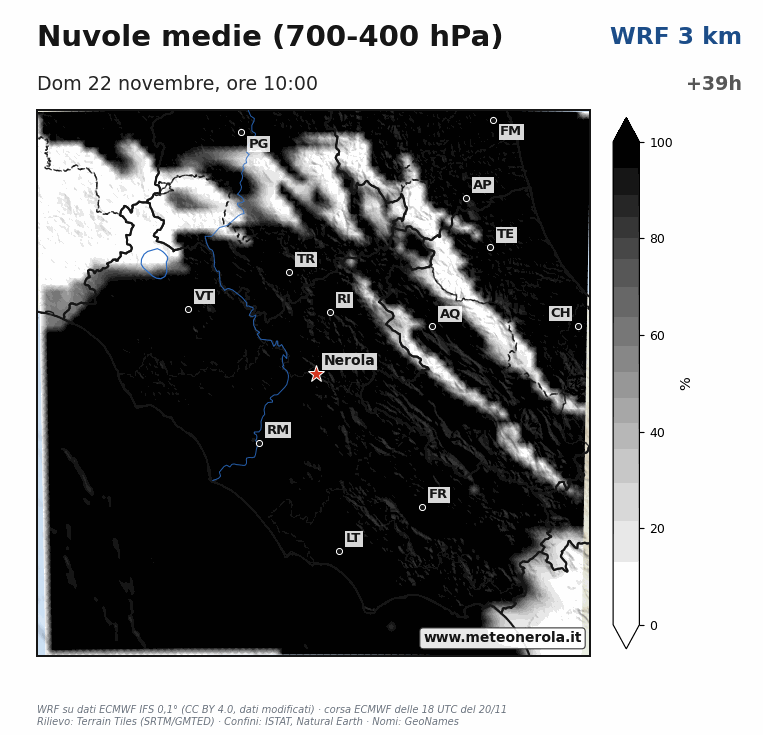 Nuvole medie (700-400 hPa)
WRF 3 km
Dom 22 novembre, ore 10:00
+39h
FM
PG
AP
TE
TR
VT
RI
AQ
CH
Nerola
RM
FR
LT
100
80
60
40
20
0
%
www.meteonerola.it
WRF su dati ECMWF IFS 0,1° (CC BY 4.0, dati modificati) · corsa ECMWF delle 18 UTC del 20/11
Rilievo: Terrain Tiles (SRTM/GMTED) · Confini: ISTAT, Natural Earth · Nomi: GeoNames